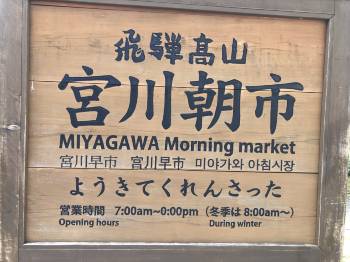 飛騨高山
宮川朝市
MIYAGAWA Morning market
宮川早市 宫川早市 미야가와 아침시장
ようきてくれんさった
営業時間 7:00am~0:00pm（冬季は 8:00am~）
Opening hours During winter